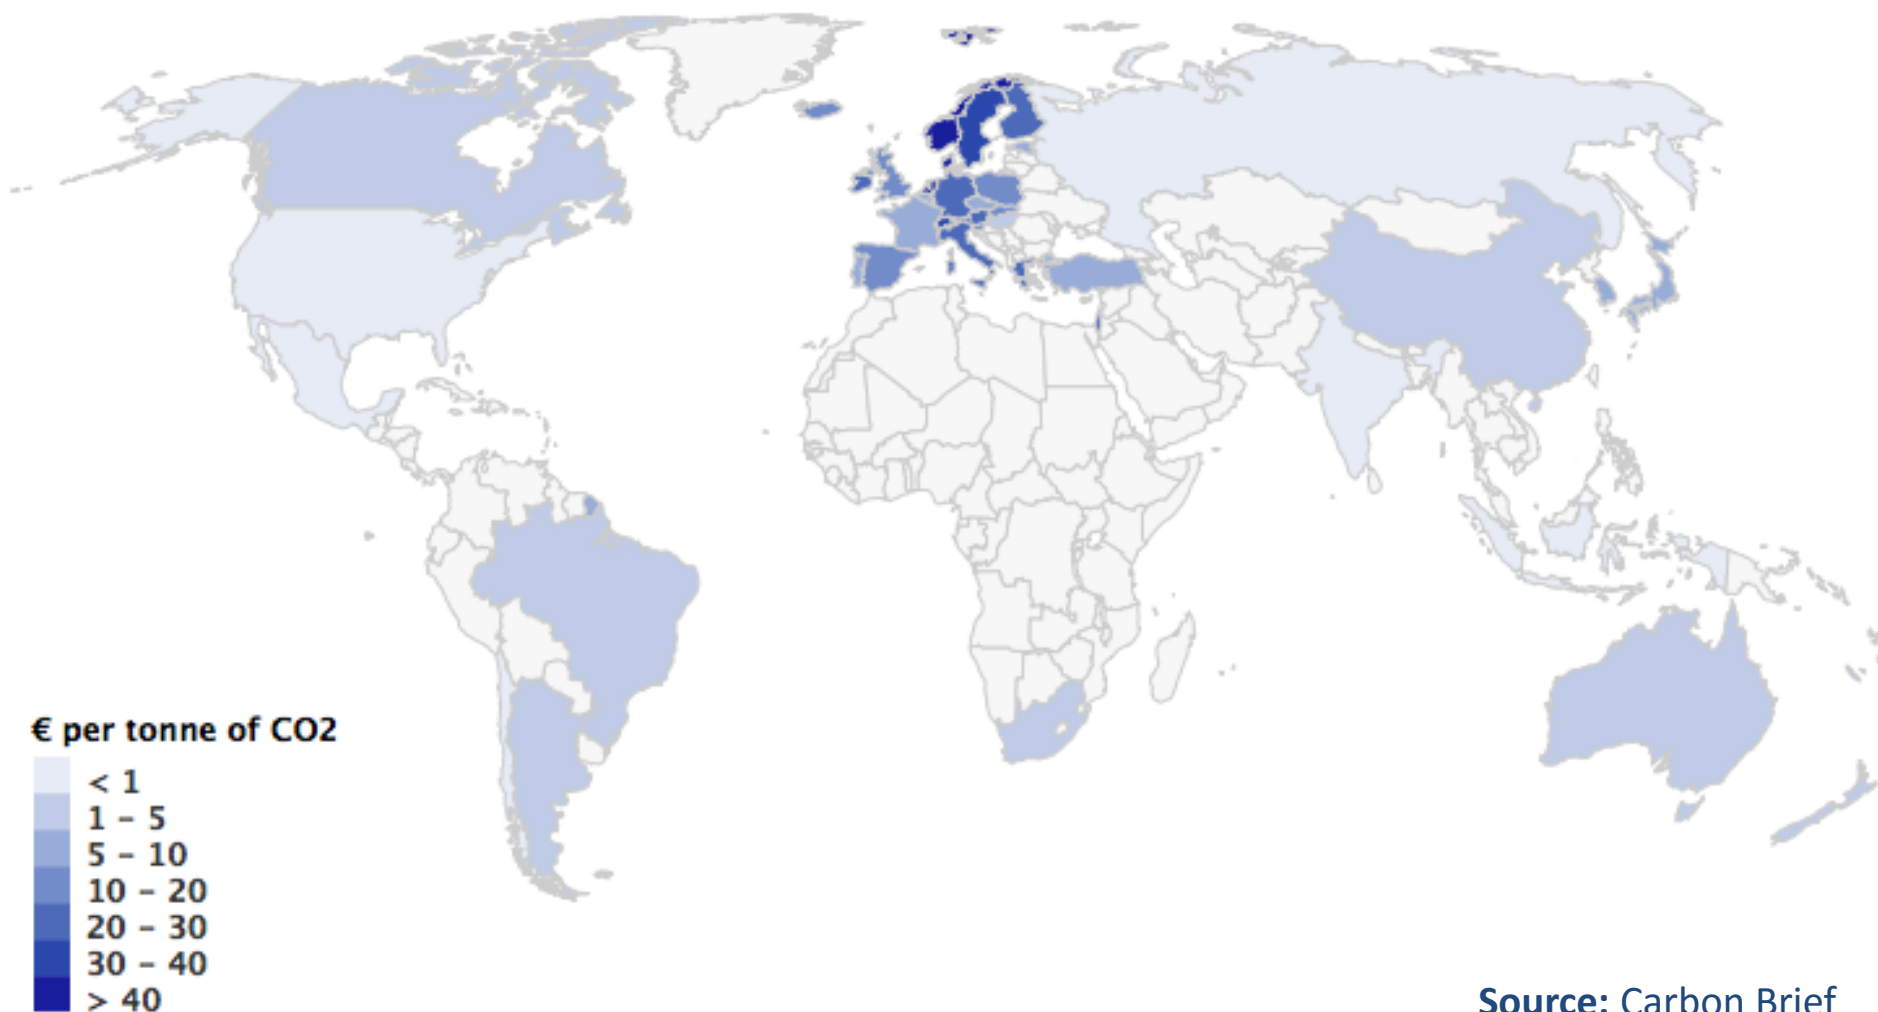 € per tonne of CO2
< 1
1 – 5
5 – 10
10 – 20
20 – 30
30 – 40
> 40
Source: Carbon Brief